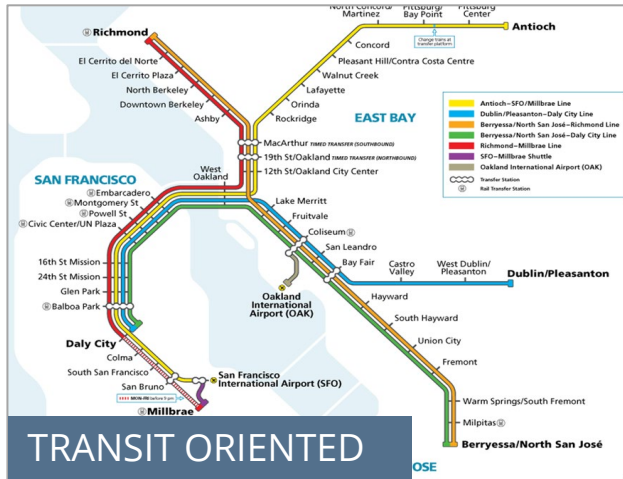 North Concord/
Martinez
Pittsburg/
Bay Point
Pittsburg
Center
Antioch
Change trains at
transfer platform
Richmond
Concord
Pleasant Hill/Contra Costa Centre
Walnut Creek
Lafayette
Orinda
Rockridge
El Cerrito del Norte
El Cerrito Plaza
North Berkeley
Downtown Berkeley
Ashby
EAST BAY
Antioch–SFO/Millbrae Line
Dublin/Pleasanton–Daly City Line
Berryessa/North San José–Richmond Line
Berryessa/North San José–Daly City Line
Richmond–Millbrae Line
SFO–Millbrae Shuttle
Oakland International Airport (OAK)
Transfer Station
Rail Transfer Station
MacArthur TIMED TRANSFER (SOUTHBOUND)
19th St/Oakland TIMED TRANSFER (NORTHBOUND)
12th St/Oakland City Center
West
Oakland
SAN FRANCISCO
Embarcadero
Montgomery St
Powell St
Civic Center/UN Plaza
16th St Mission
24th St Mission
Glen Park
Balboa Park
Daly City
Colma
South San Francisco
San Bruno
MON-FRI before 9 pm
Millbrae
San Francisco
International Airport (SFO)
Lake Merritt
Fruitvale
Coliseum
San Leandro
Bay Fair
Oakland
International
Airport (OAK)
Castro
Valley
West Dublin/
Pleasanton
Dublin/Pleasanton
Hayward
South Hayward
Union City
Fremont
Warm Springs/South Fremont
Milpitas
Berryessa/North San José
TRANSIT ORIENTED
OSE